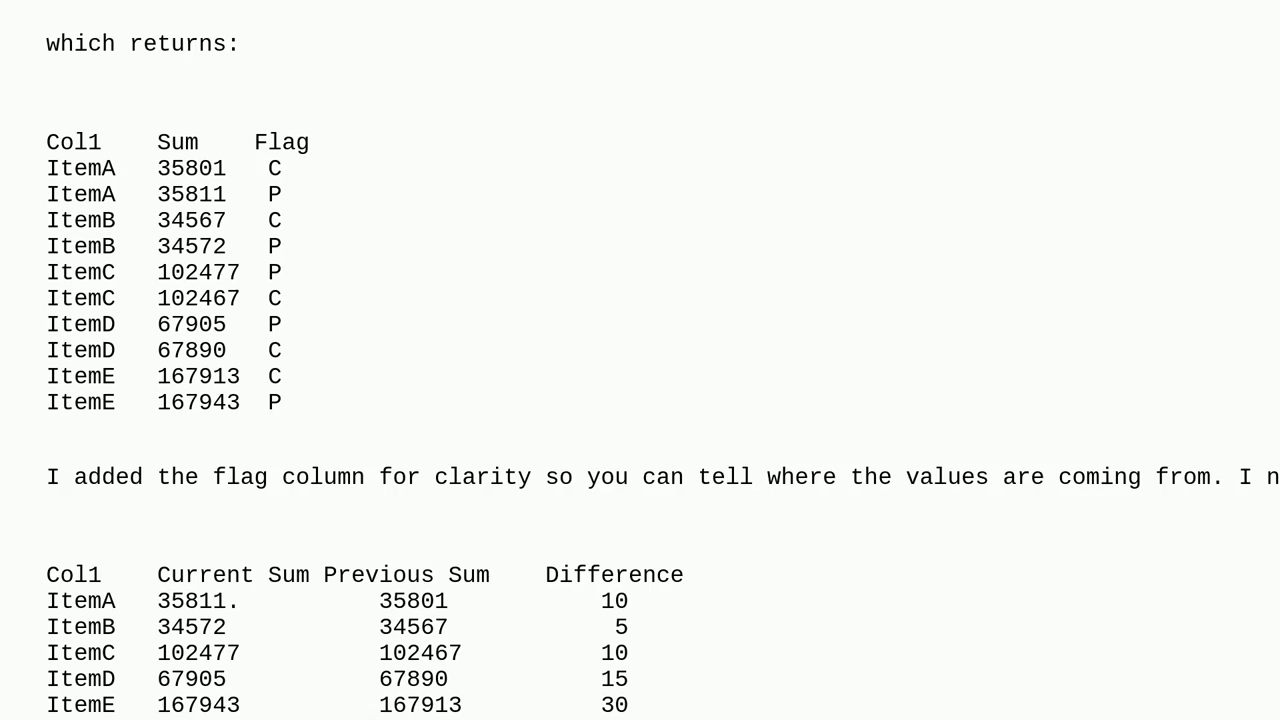 which returns:
Col1    Sum    Flag
ItemA   35801   C
ItemA   35811   P
ItemB   34567   C
ItemB   34572   P
ItemC   102477  P
ItemC   102467  C
ItemD   67905   P
ItemD   67890   C
ItemE   167913  C
ItemE   167943  P
I added the flag column for clarity so you can tell where the values are coming from. I n
Col1    Current Sum Previous Sum    Difference
ItemA   35811.          35801           10
ItemB   34572           34567            5
ItemC   102477          102467          10
ItemD   67905           67890           15
ItemE   167943          167913          30